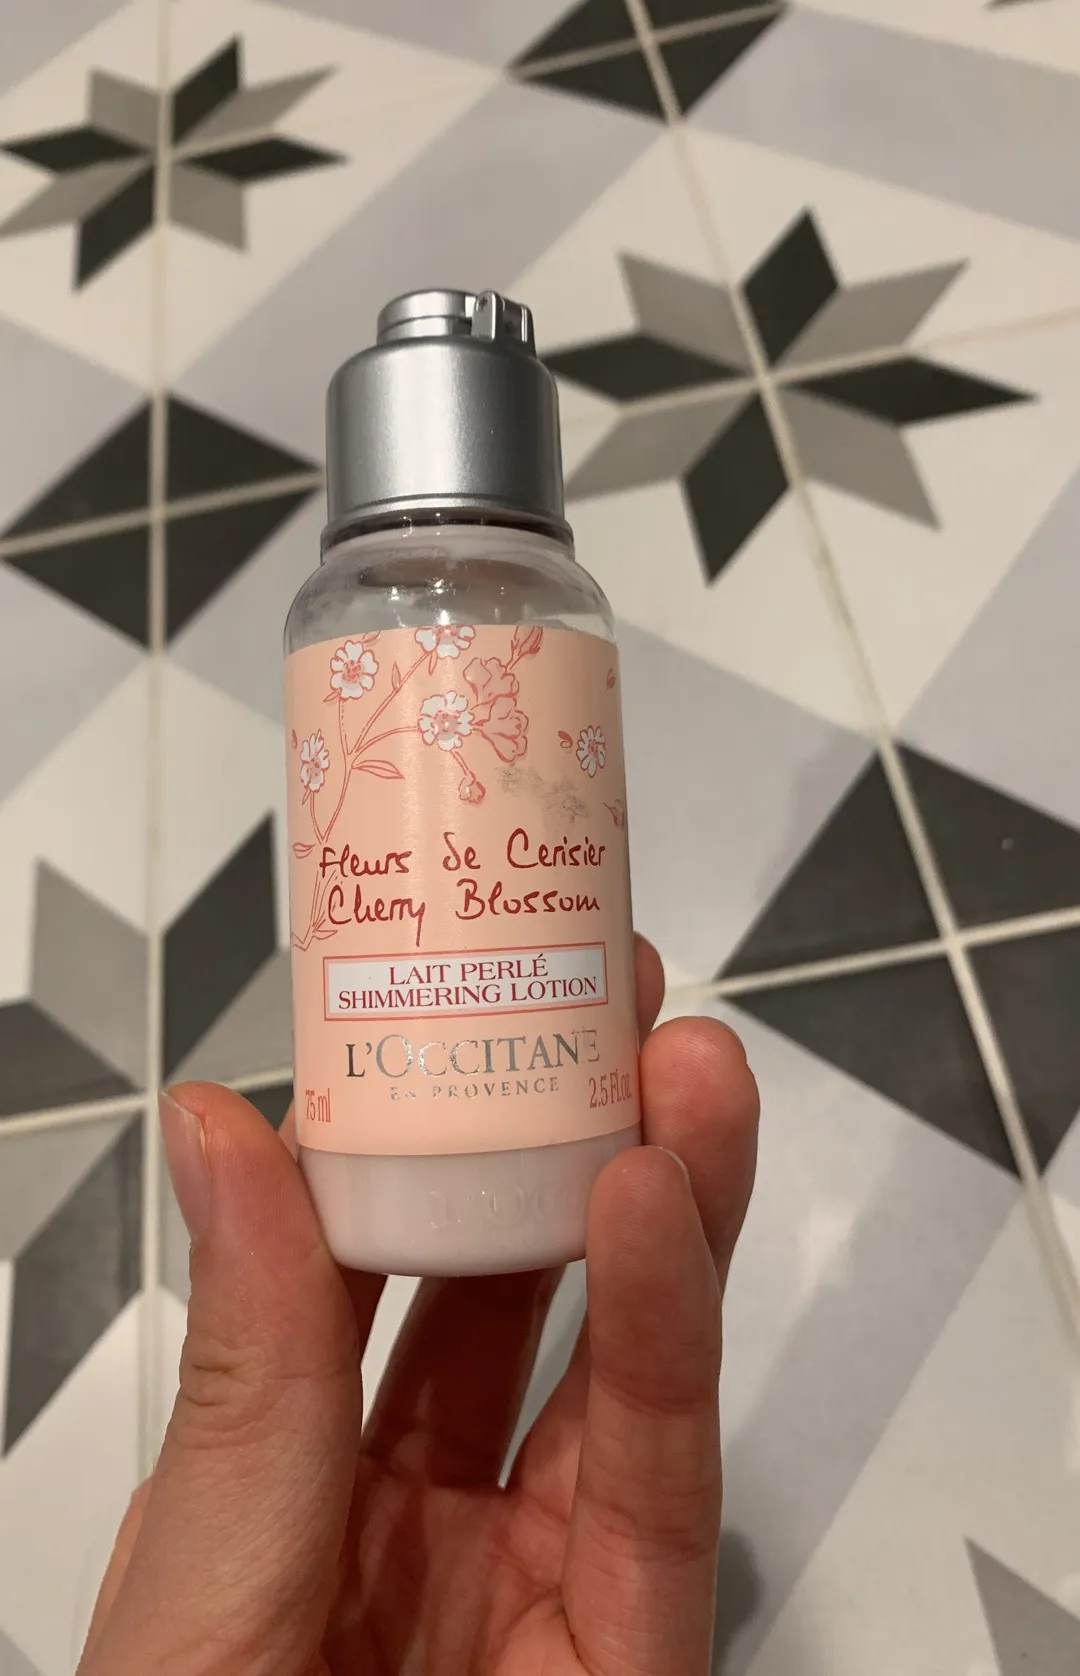 Fleurs de Cerisier
Cherry Blossom
LAIT PERLÉ
SHIMMERING LOTION
L'OCCITANE
EN PROVENCE
75 ml
2.5 Fl.oz.